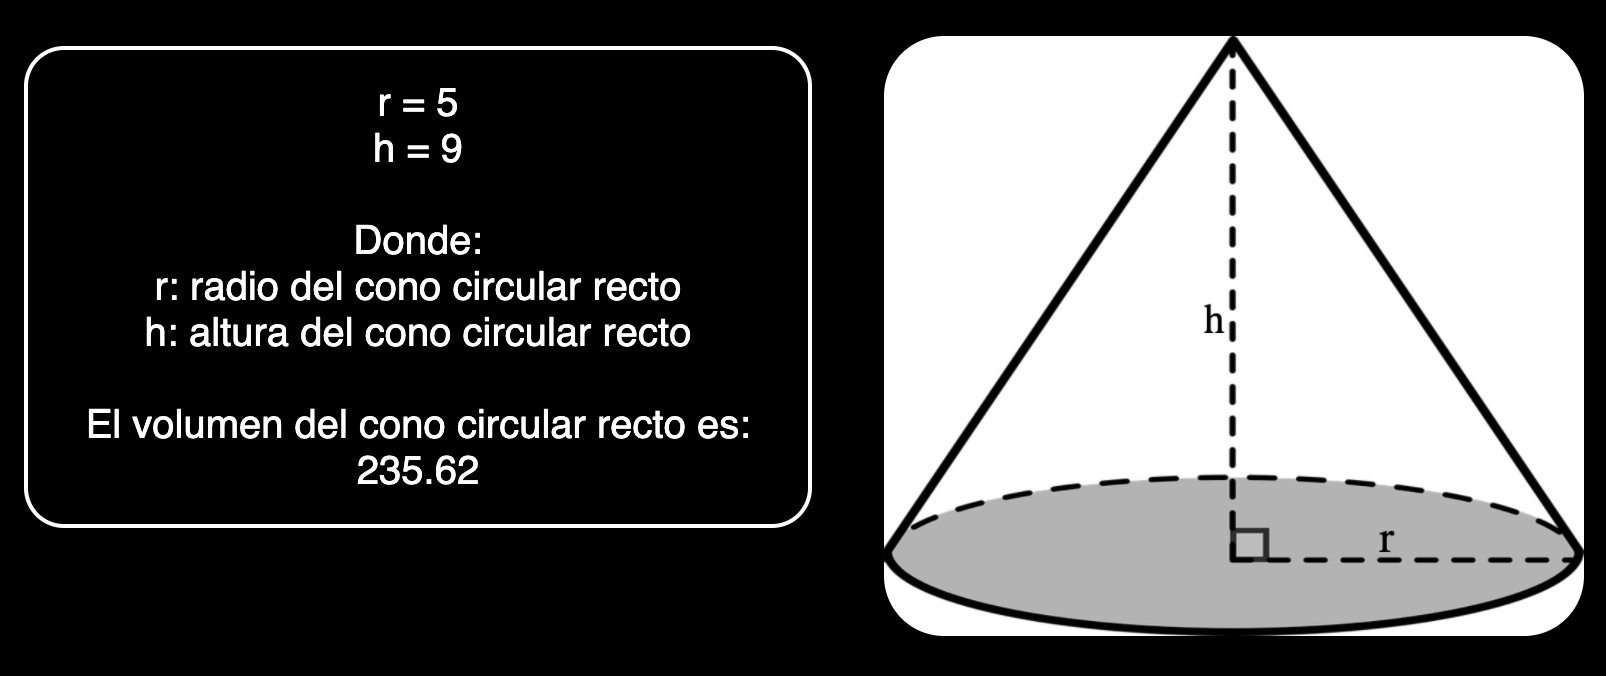 r = 5
h = 9
Donde:
r: radio del cono circular recto
h: altura del cono circular recto
El volumen del cono circular recto es:
235.62
h
r